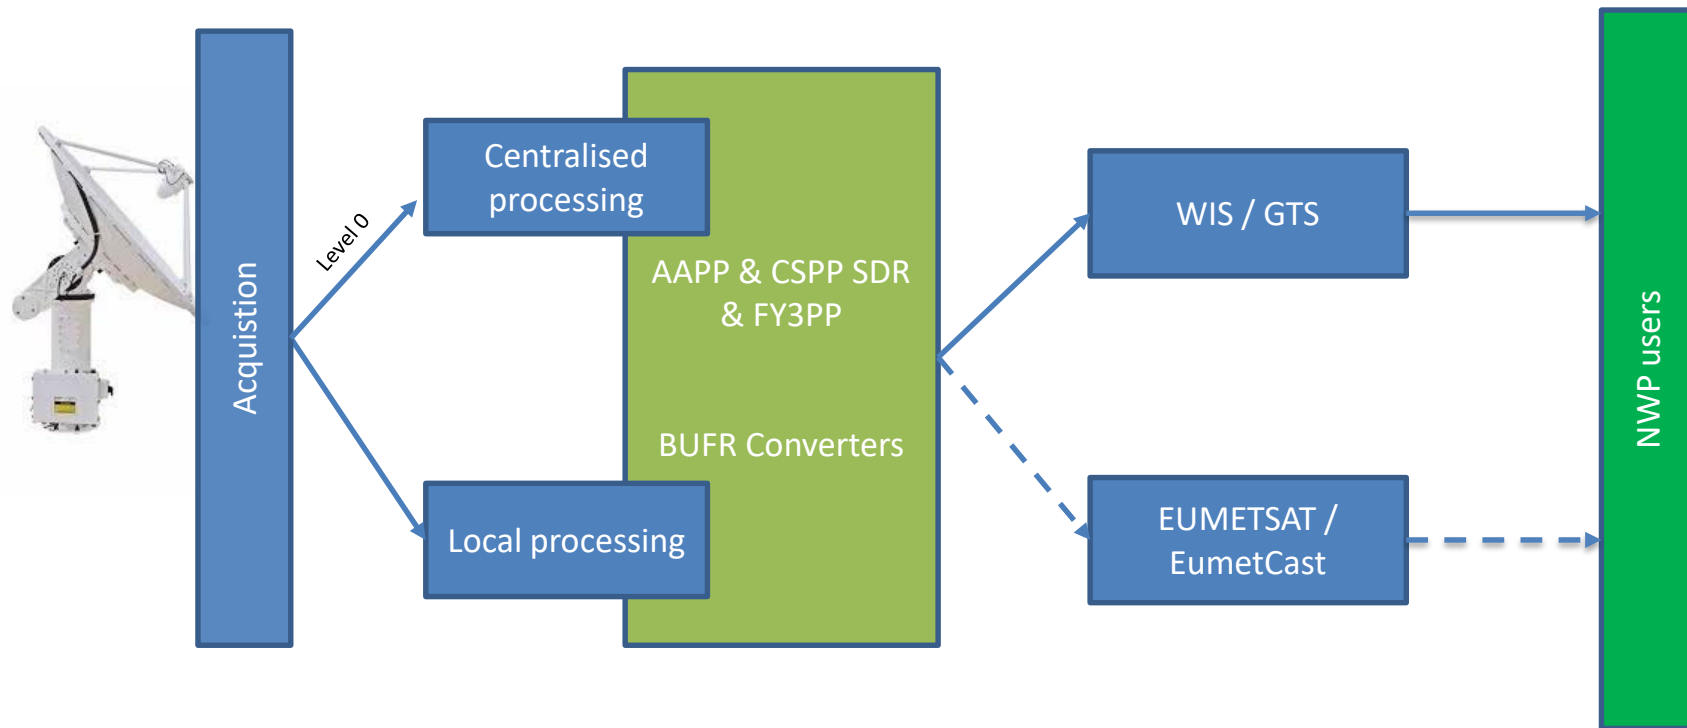 Acquistion
Level 0
Centralised
processing
Local processing
AAPP & CSPP SDR
& FY3PP
BUFR Converters
WIS / GTS
EUMETSAT /
EumetCast
NWP users